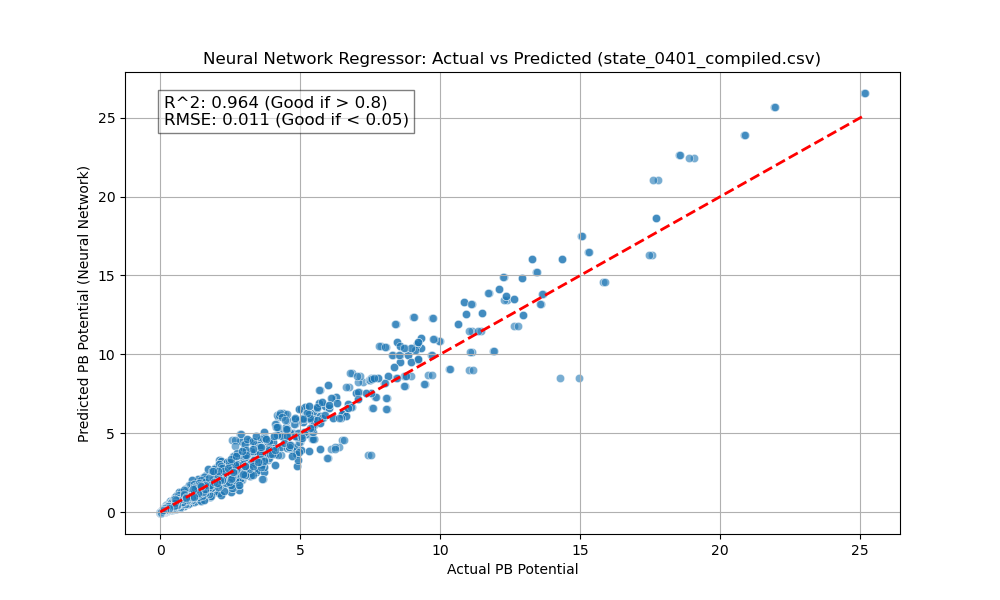 Neural Network Regressor: Actual vs Predicted (state_0401_compiled.csv)
R^2: 0.964 (Good if > 0.8)
RMSE: 0.011 (Good if < 0.05)
Predicted PB Potential (Neural Network)
25
20
15
10
5
0
0 5 10 15 20 25
Actual PB Potential